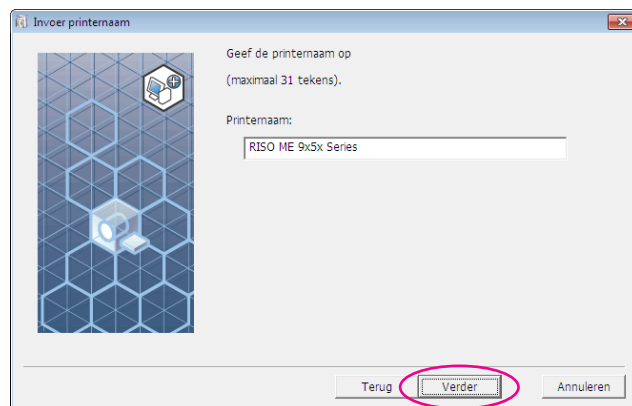 Invoer printernaam
Geef de printernaam op
(maximaal 31 tekens).
Printernaam:
RISO ME 9x5x Series
Terug Verder Annuleren